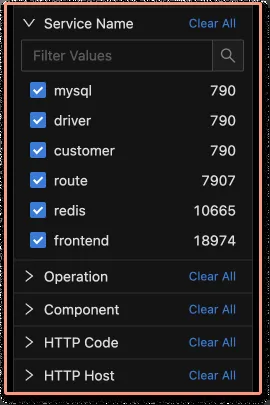 Service Name Clear All
Filter Values
mysql 790
driver 790
customer 790
route 7907
redis 10665
frontend 18974
Operation Clear All
Component Clear All
HTTP Code Clear All
HTTP Host Clear All